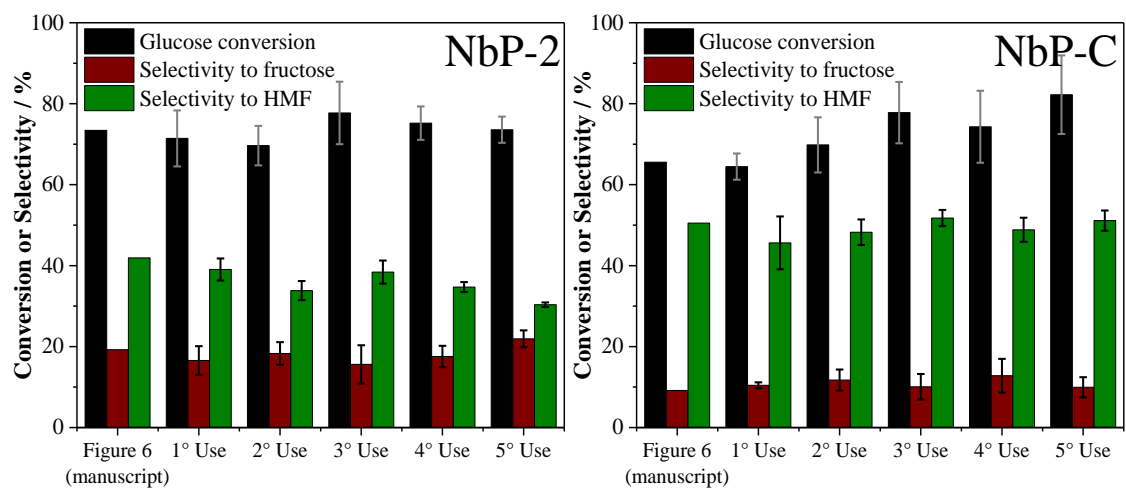 Conversion or Selectivity / %
100
80
60
40
20
0
Glucose conversion
Selectivity to fructose
Selectivity to HMF
NbP-2
Figure 6
(manuscript)
1° Use
2° Use
3° Use
4° Use
5° Use
Conversion or Selectivity / %
100
80
60
40
20
0
Glucose conversion
Selectivity to fructose
Selectivity to HMF
NbP-C
Figure 6
(manuscript)
1° Use
2° Use
3° Use
4° Use
5° Use